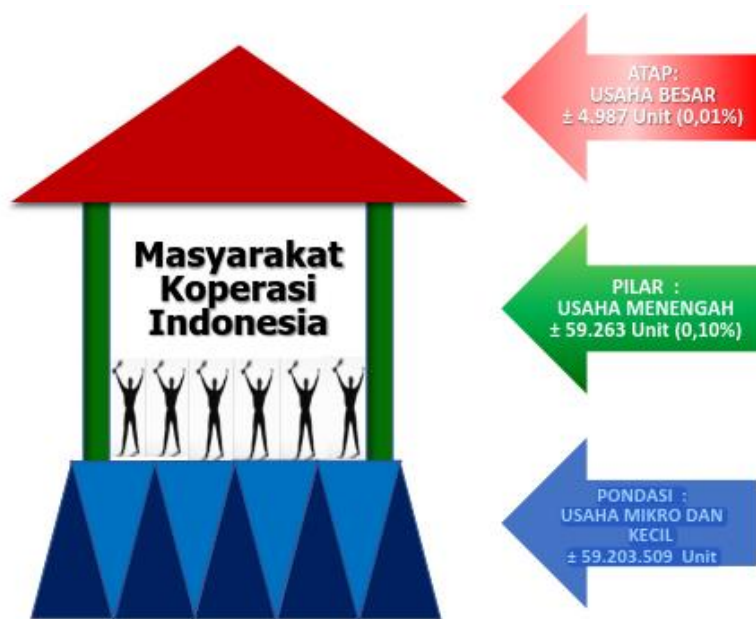 ATAP:
USAHA BESAR
± 4.987 Unit (0,01%)
Masyarakat
Koperasi
Indonesia
PILAR :
USAHA MENENGAH
± 59.263 Unit (0,10%)
PONDASI :
USAHA MIKRO DAN
KECIL
± 59.203.509 Unit